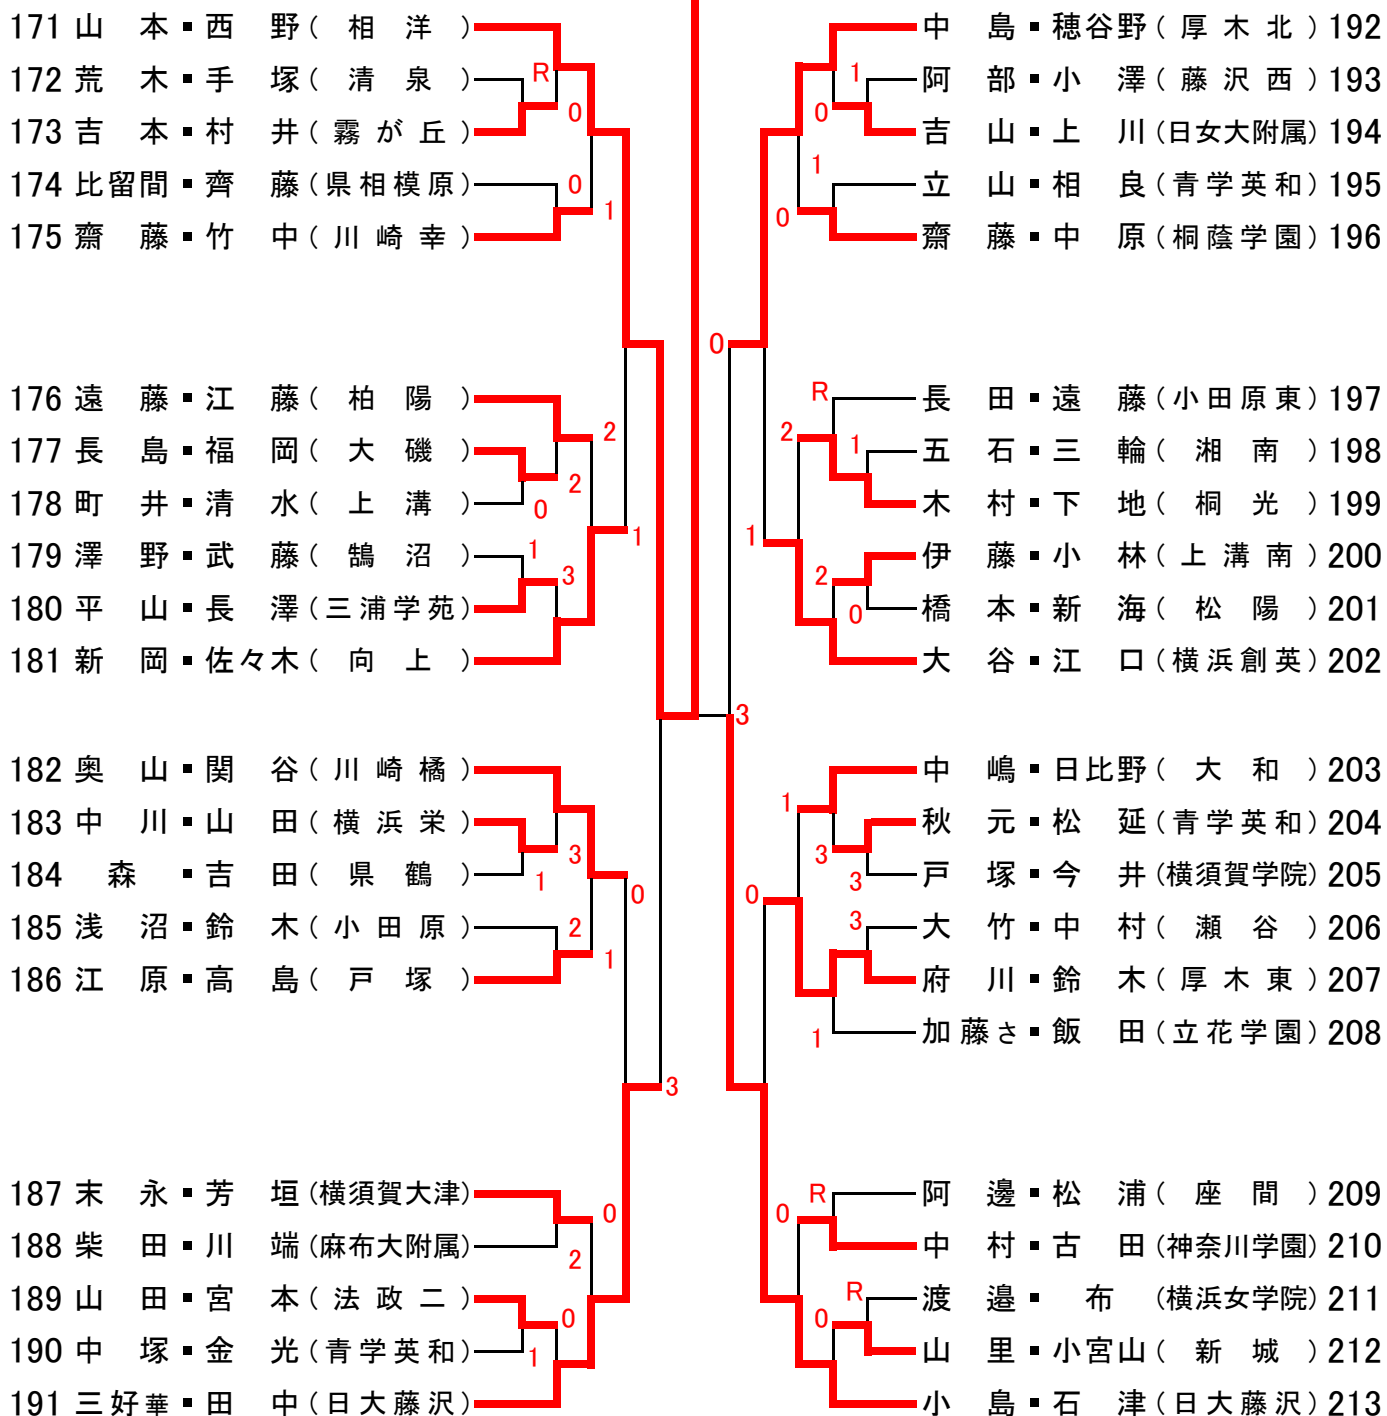 171 山 本・西 野( 相 洋 )
172 荒 木・手 塚( 清 泉 )
R
0
173 吉 本・村 井( 霧 が 丘 )
174 比留間・齊 藤(県相模原)
0
1
175 齋 藤・竹 中( 川 崎 幸 )
176 遠 藤・江 藤( 柏 陽 )
2
177 長 島・福 岡( 大 磯 )
2
178 町 井・清 水( 上 溝 )
0
1
179 澤 野・武 藤( 鵠 沼 )
1
3
180 平 山・長 澤(三浦学苑)
181 新 岡・佐々木( 向 上 )
182 奥 山・関 谷( 川 崎 橘 )
183 中 川・山 田( 横 浜 栄 )
3
184 森 ・吉 田( 県 鶴 )
1
0
185 浅 沼・鈴 木( 小 田 原 )
2
1
186 江 原・高 島( 戸 塚 )
3
187 末 永・芳 垣(横須賀大津)
0
188 柴 田・川 端(麻布大附属)
2
189 山 田・宮 本( 法 政 二 )
0
190 中 塚・金 光(青学英和)
1
191 三好華・田 中(日大藤沢)
中 島・穂谷野( 厚 木 北 ) 192
1
阿 部・小 澤( 藤 沢 西 ) 193
0
吉 山・上 川(日女大附属) 194
1
立 山・相 良(青学英和) 195
0
齋 藤・中 原(桐蔭学園) 196
0
R
長 田・遠 藤(小田原東) 197
2
1
五 石・三 輪( 湘 南 ) 198
木 村・下 地( 桐 光 ) 199
1
伊 藤・小 林( 上 溝 南 ) 200
2
0
橋 本・新 海( 松 陽 ) 201
大 谷・江 口(横浜創英) 202
3
中 嶋・日比野( 大 和 ) 203
1
秋 元・松 延(青学英和) 204
3
3
戸 塚・今 井(横須賀学院) 205
0
3
大 竹・中 村( 瀬 谷 ) 206
府 川・鈴 木( 厚 木 東 ) 207
1
加藤さ・飯 田(立花学園) 208
R
阿 邊・松 浦( 座 間 ) 209
0
中 村・古 田(神奈川学園) 210
R
渡 邉・ 布 (横浜女学院) 211
0
山 里・小宮山( 新 城 ) 212
小 島・石 津(日大藤沢) 213